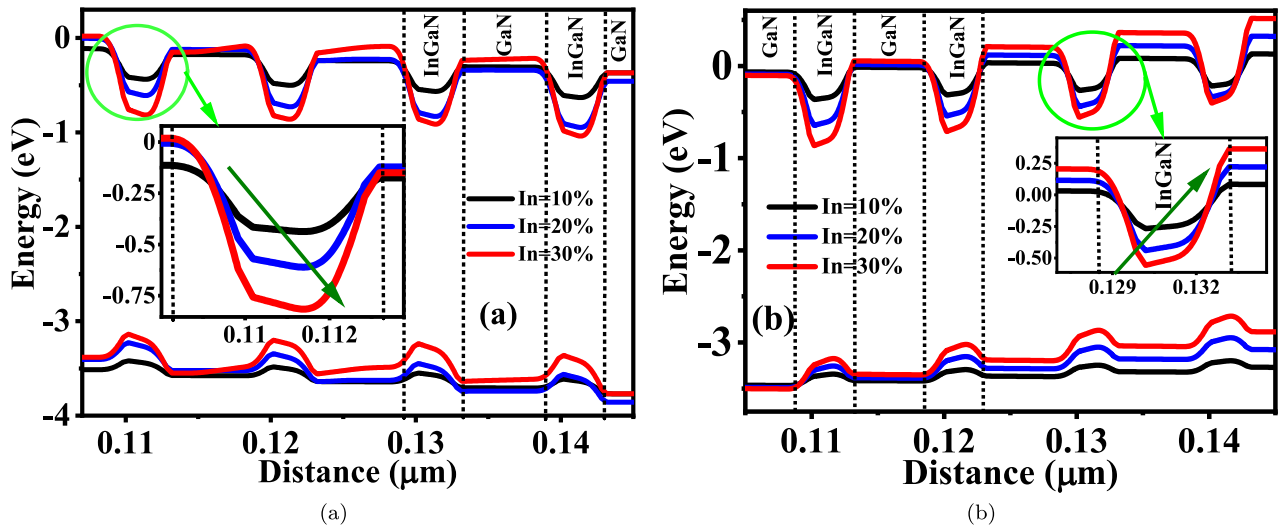 0
-1
-2
-3
-4
Energy (eV)
0.11
0.12
0.13
0.14
Distance (μm)
InGaN
GaN
InGaN
GaN
In=10%
In=20%
In=30%
(a)
0
-0.25
-0.5
-0.75
0.11
0.112
(a)
0
-1
-2
-3
Energy (eV)
0.11
0.12
0.13
0.14
Distance (μm)
GaN
InGaN
GaN
InGaN
In=10%
In=20%
In=30%
(b)
0.25
0.00
-0.25
-0.50
InGaN
0.129
0.132
(b)